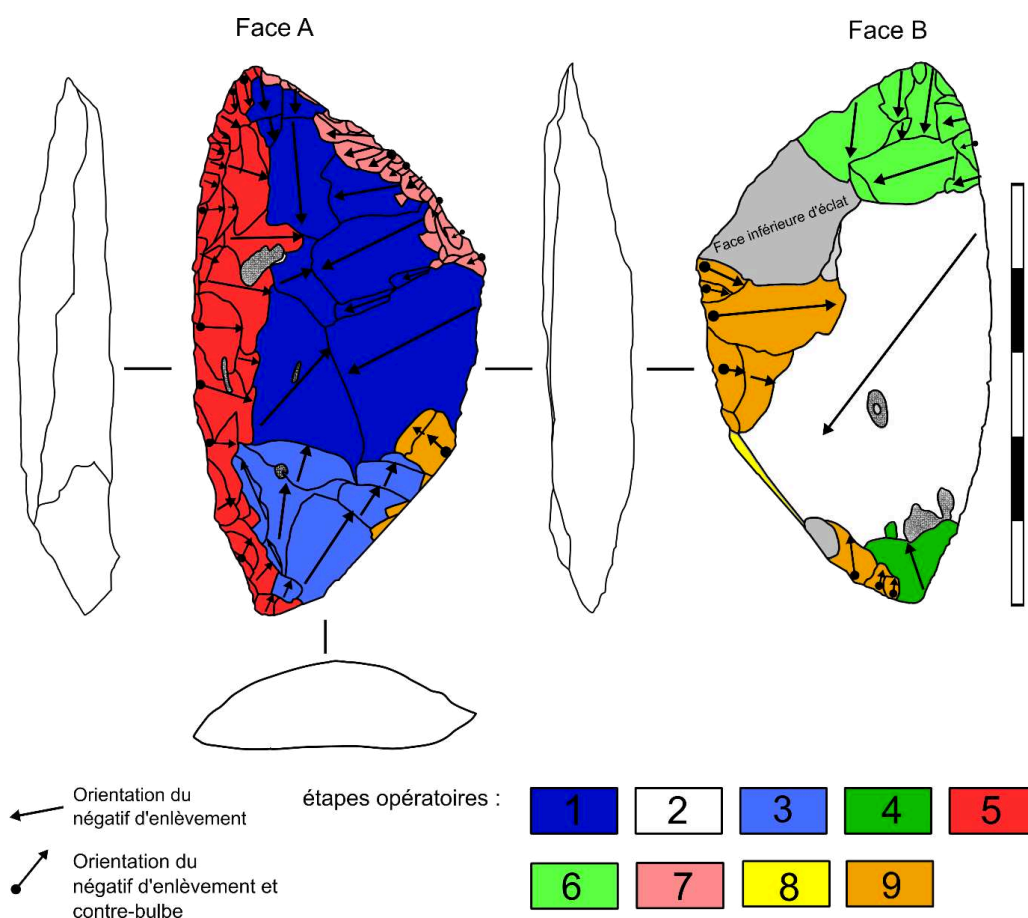 Face A
Face B
Face inférieure d'éclat
Orientation du
négatif d'enlèvement
Orientation du
négatif d'enlèvement et
contre-bulbe
étapes opératoires :
1 2 3 4 5
6 7 8 9